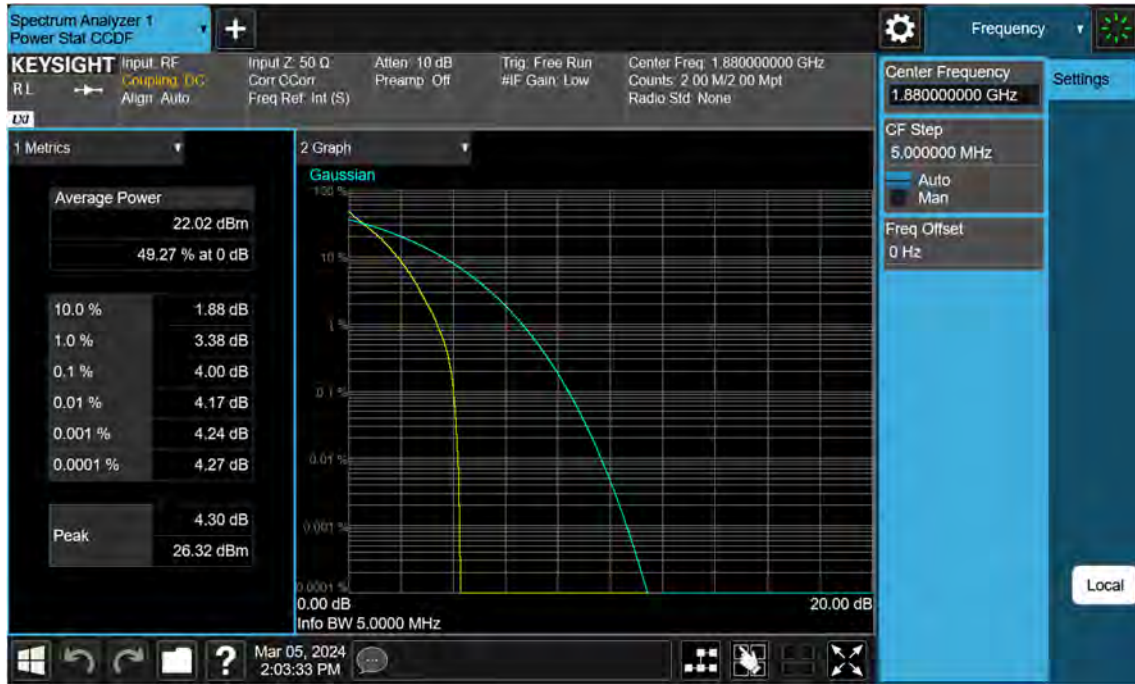 Spectrum Analyzer 1
Power Stat CCDF
+
Frequency
KEYSIGHT
RL
LXI
Input: RF
Coupling: DC
Align: Auto
Input Z: 50 Ω
Corr CCorr
Freq Ref: Int (S)
Atten: 10 dB
Preamp: Off
Trig: Free Run
#IF Gain: Low
Center Freq: 1.880000000 GHz
Counts: 2.00 M/2.00 Mpt
Radio Std: None
Center Frequency
1.880000000 GHz
Settings
CF Step
5.000000 MHz
Auto
Man
Freq Offset
0 Hz
1 Metrics
Average Power
22.02 dBm
49.27 % at 0 dB
10.0 % 1.88 dB
1.0 % 3.38 dB
0.1 % 4.00 dB
0.01 % 4.17 dB
0.001 % 4.24 dB
0.0001 % 4.27 dB
Peak
4.30 dB
26.32 dBm
2 Graph
Gaussian
100 %
10 %
1 %
0.1 %
0.01 %
0.001 %
0.0001 %
0.00 dB
20.00 dB
Info BW 5.0000 MHz
Local
?
Mar 05, 2024
2:03:33 PM